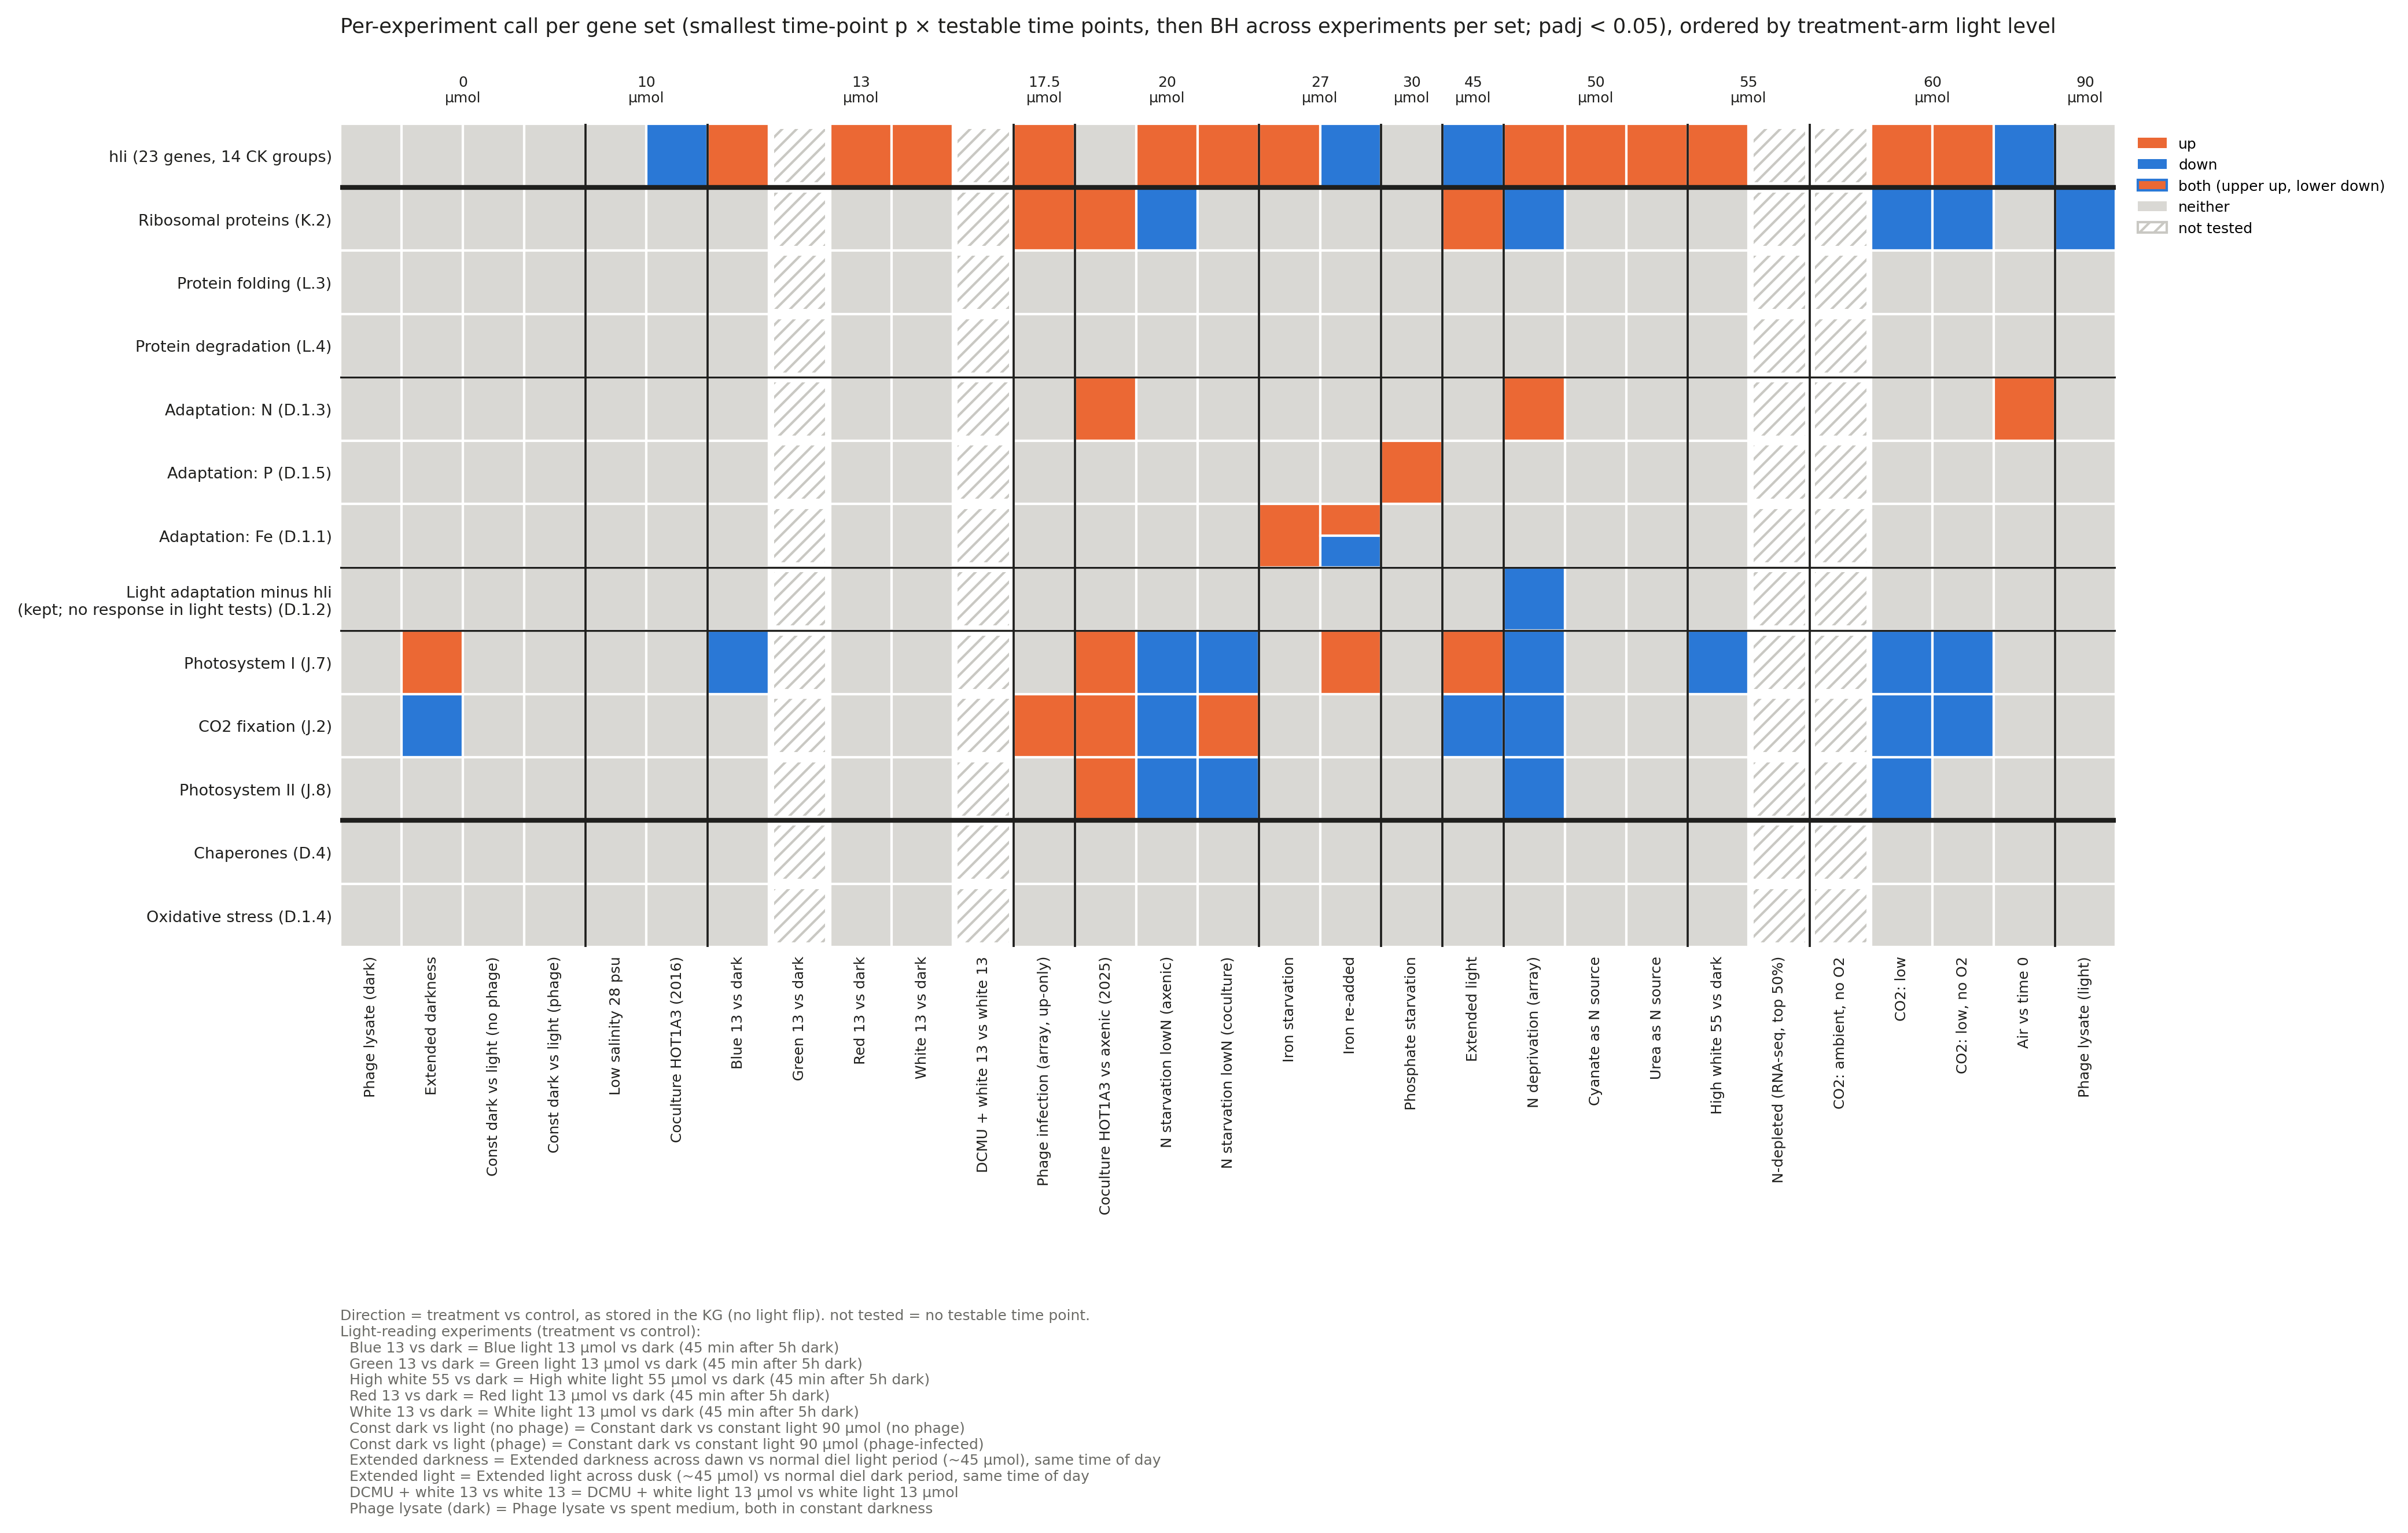 Per-experiment call per gene set (smallest time-point p × testable time points, then BH across experiments per set; padj < 0.05), ordered by treatment-arm light level
0 10 13 17.5 20 27 30 45 50 55 60 90
µmol µmol µmol µmol µmol µmol µmol µmol µmol µmol µmol µmol
up
down
both (upper up, lower down)
neither
not tested
hli (23 genes, 14 CK groups)
Ribosomal proteins (K.2)
Protein folding (L.3)
Protein degradation (L.4)
Adaptation: N (D.1.3)
Adaptation: P (D.1.5)
Adaptation: Fe (D.1.1)
Light adaptation minus hli
(kept; no response in light tests) (D.1.2)
Photosystem I (J.7)
CO2 fixation (J.2)
Photosystem II (J.8)
Chaperones (D.4)
Oxidative stress (D.1.4)
Phage lysate (dark)
Extended darkness
Const dark vs light (no phage)
Const dark vs light (phage)
Low salinity 28 psu
Coculture HOT1A3 (2016)
Blue 13 vs dark
Green 13 vs dark
Red 13 vs dark
White 13 vs dark
DCMU + white 13 vs white 13
Phage infection (array, up-only)
Coculture HOT1A3 vs axenic (2025)
N starvation lowN (axenic)
N starvation lowN (coculture)
Iron starvation
Iron re-added
Phosphate starvation
Extended light
N deprivation (array)
Cyanate as N source
Urea as N source
High white 55 vs dark
N-depleted (RNA-seq, top 50%)
CO2: ambient, no O2
CO2: low
CO2: low, no O2
Air vs time 0
Phage lysate (light)
Direction = treatment vs control, as stored in the KG (no light flip). not tested = no testable time point.
Light-reading experiments (treatment vs control):
Blue 13 vs dark = Blue light 13 µmol vs dark (45 min after 5h dark)
Green 13 vs dark = Green light 13 µmol vs dark (45 min after 5h dark)
High white 55 vs dark = High white light 55 µmol vs dark (45 min after 5h dark)
Red 13 vs dark = Red light 13 µmol vs dark (45 min after 5h dark)
White 13 vs dark = White light 13 µmol vs dark (45 min after 5h dark)
Const dark vs light (no phage) = Constant dark vs constant light 90 µmol (no phage)
Const dark vs light (phage) = Constant dark vs constant light 90 µmol (phage-infected)
Extended darkness = Extended darkness across dawn vs normal diel light period (~45 µmol), same time of day
Extended light = Extended light across dusk (~45 µmol) vs normal diel dark period, same time of day
DCMU + white 13 vs white 13 = DCMU + white light 13 µmol vs white light 13 µmol
Phage lysate (dark) = Phage lysate vs spent medium, both in constant darkness